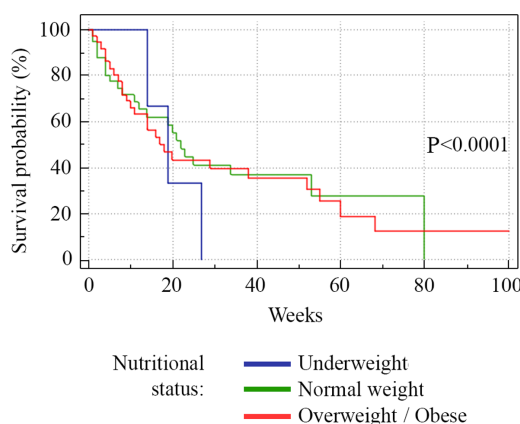 Survival probability (%)
100
80
60
40
20
0
P<0.0001
0 20 40 60 80 100
Weeks
Nutritional
status:
Underweight
Normal weight
Overweight / Obese